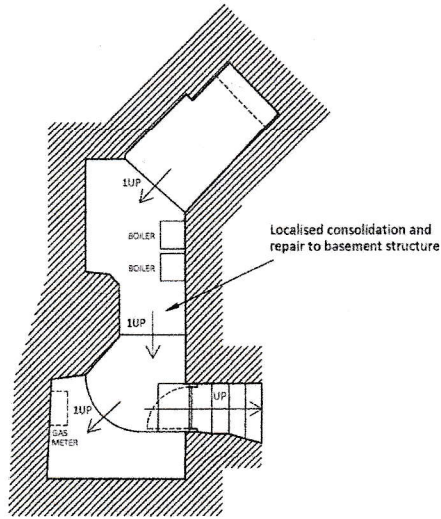 1UP
BOILER
BOILER
Localised consolidation and
repair to basement structure
1UP
1UP
UP
GAS
METER